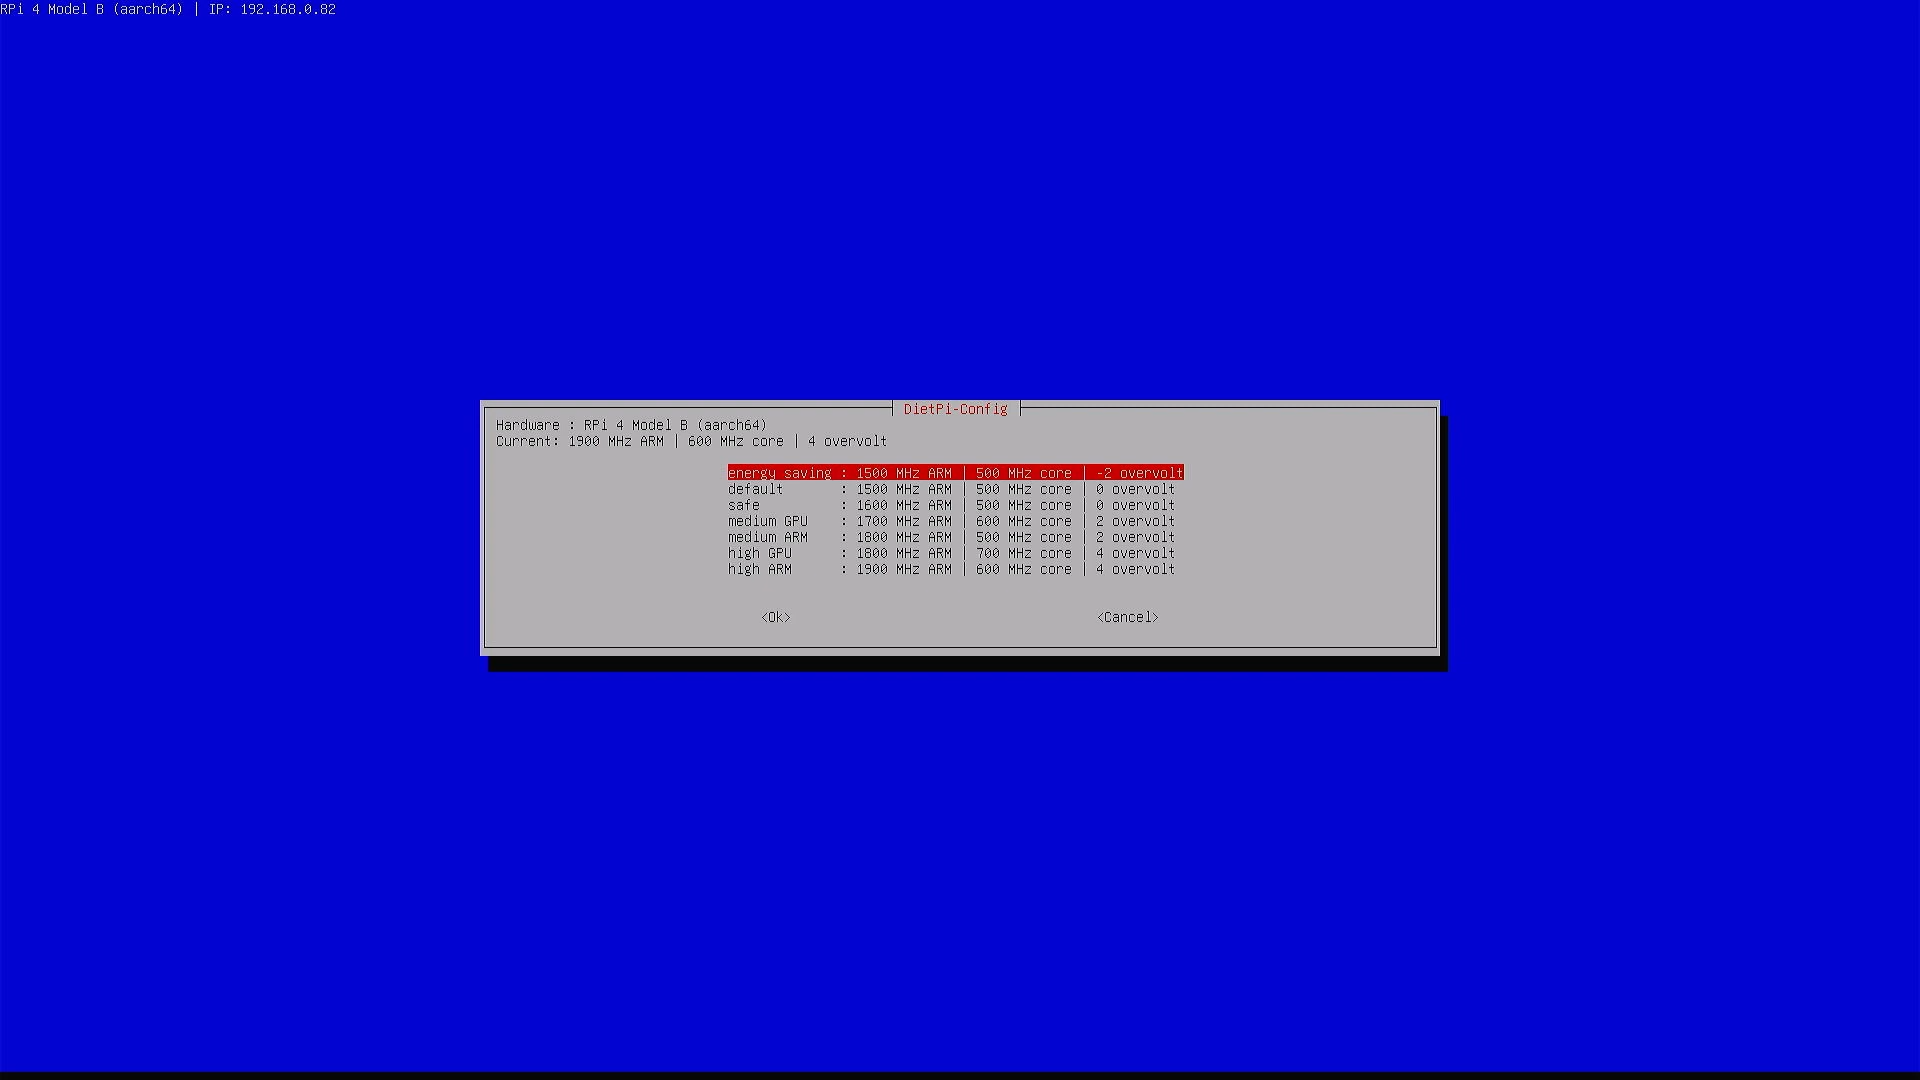 RPi 4 Model B (aarch64) | IP: 192.168.0.82
DietPi-Config
Hardware : RPi 4 Model B (aarch64)
Current: 1900 MHz ARM | 600 MHz core | 4 overvolt
energy saving : 1500 MHz ARM | 500 MHz core | -2 overvolt
default       : 1500 MHz ARM | 500 MHz core | 0 overvolt
safe          : 1600 MHz ARM | 500 MHz core | 0 overvolt
medium GPU    : 1700 MHz ARM | 600 MHz core | 2 overvolt
medium ARM    : 1800 MHz ARM | 500 MHz core | 2 overvolt
high GPU      : 1800 MHz ARM | 700 MHz core | 4 overvolt
high ARM      : 1900 MHz ARM | 600 MHz core | 4 overvolt
<Ok> <Cancel>